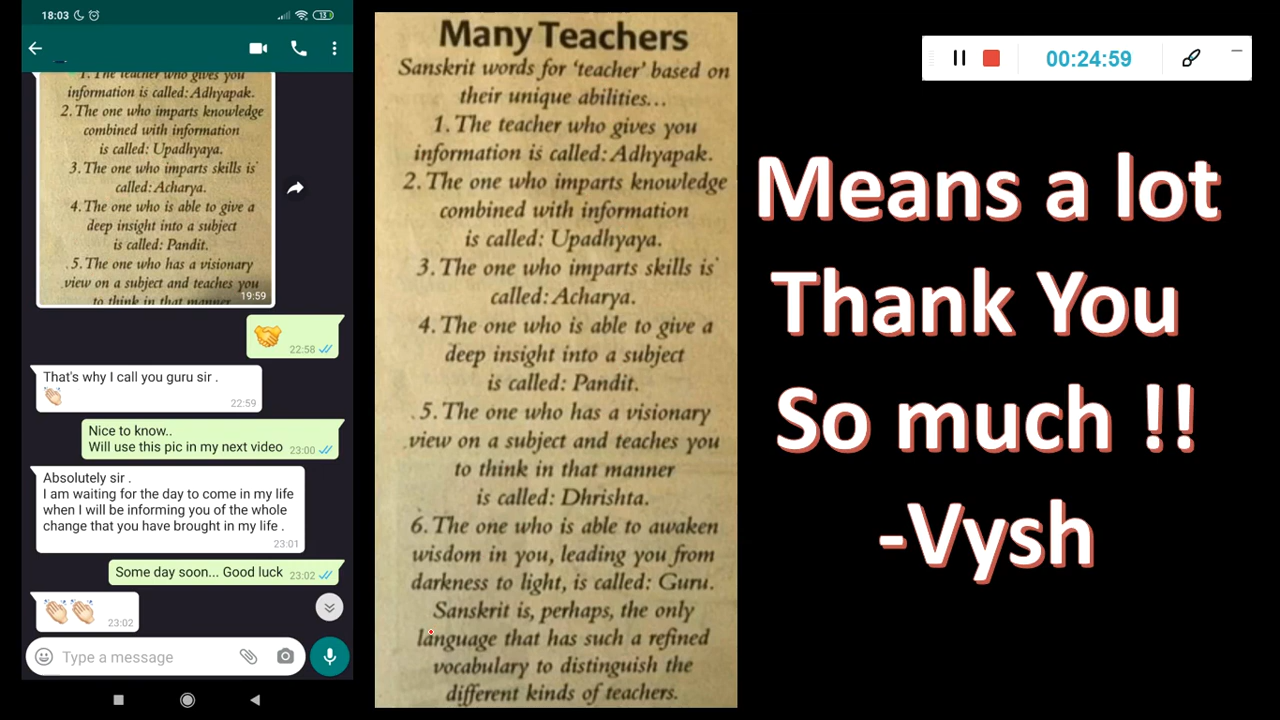 18:03
13
1. The teacher who gives you
information is called: Adhyapak.
2. The one who imparts knowledge
combined with information
is called: Upadhyaya.
3. The one who imparts skills is
called: Acharya.
4. The one who is able to give a
deep insight into a subject
is called: Pandit.
5. The one who has a visionary
view on a subject and teaches you
to think in that manner
19:59
22:58
That's why I call you guru sir .
22:59
Nice to know..
Will use this pic in my next video
23:00
Absolutely sir .
I am waiting for the day to come in my life
when I will be informing you of the whole
change that you have brought in my life .
23:01
Some day soon... Good luck
23:02
23:02
Type a message
Many Teachers
Sanskrit words for 'teacher' based on
their unique abilities...
1. The teacher who gives you
information is called: Adhyapak.
2. The one who imparts knowledge
combined with information
is called: Upadhyaya.
3. The one who imparts skills is
called: Acharya.
4. The one who is able to give a
deep insight into a subject
is called: Pandit.
5. The one who has a visionary
view on a subject and teaches you
to think in that manner
is called: Dhrishta.
6. The one who is able to awaken
wisdom in you, leading you from
darkness to light, is called: Guru.
Sanskrit is, perhaps, the only
language that has such a refined
vocabulary to distinguish the
different kinds of teachers.
00:24:59
Means a lot
Thank You
So much !!
-Vysh